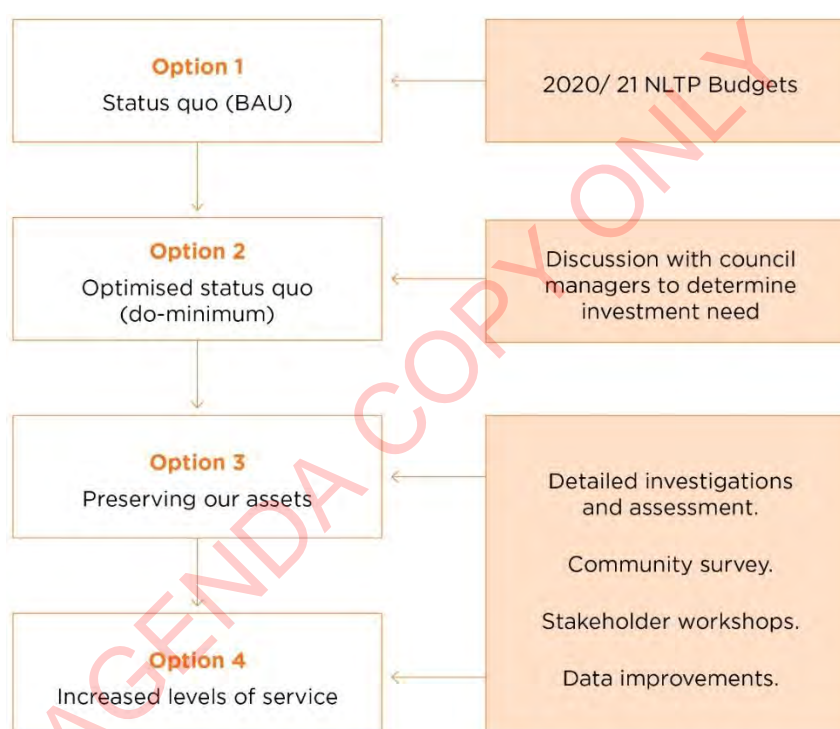 Option 1
Status quo (BAU)
2020/ 21 NLTP Budgets
Option 2
Optimised status quo
(do-minimum)
Discussion with council
managers to determine
investment need
Option 3
Preserving our assets
Detailed investigations
and assessment.
Community survey.
Stakeholder workshops.
Data improvements.
Option 4
Increased levels of service
AGENDA COPY ONLY